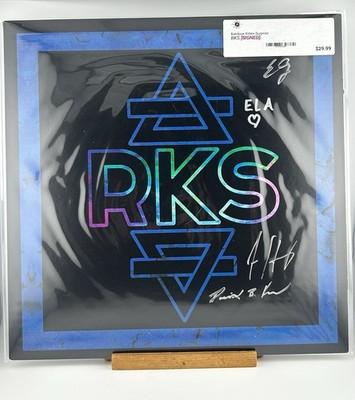 Rainbow Kitten Surprise
RKS [SIGNED]
$29.99
ELA
RKS